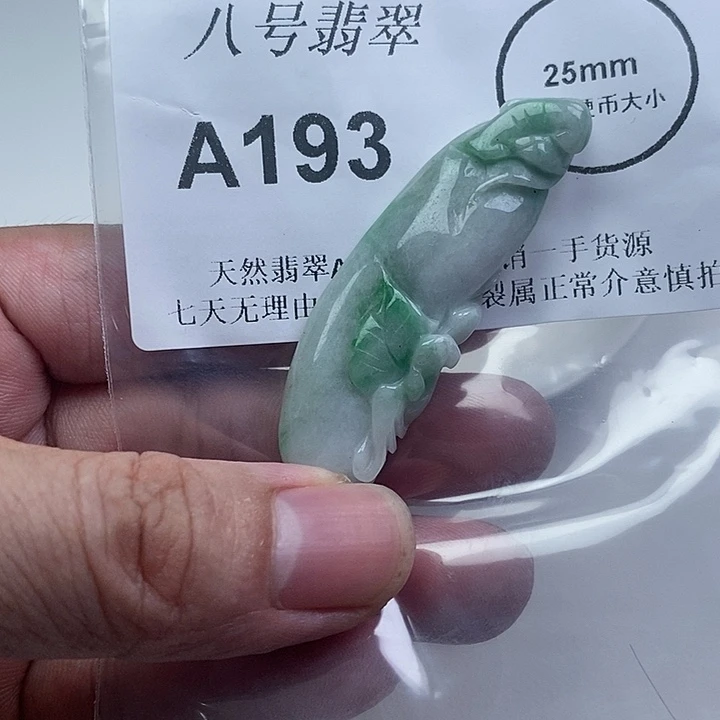 八号翡翠
25mm
币大小
A193
天然翡翠A 销一手货源
七天无理由 裂属正常介意慎拍